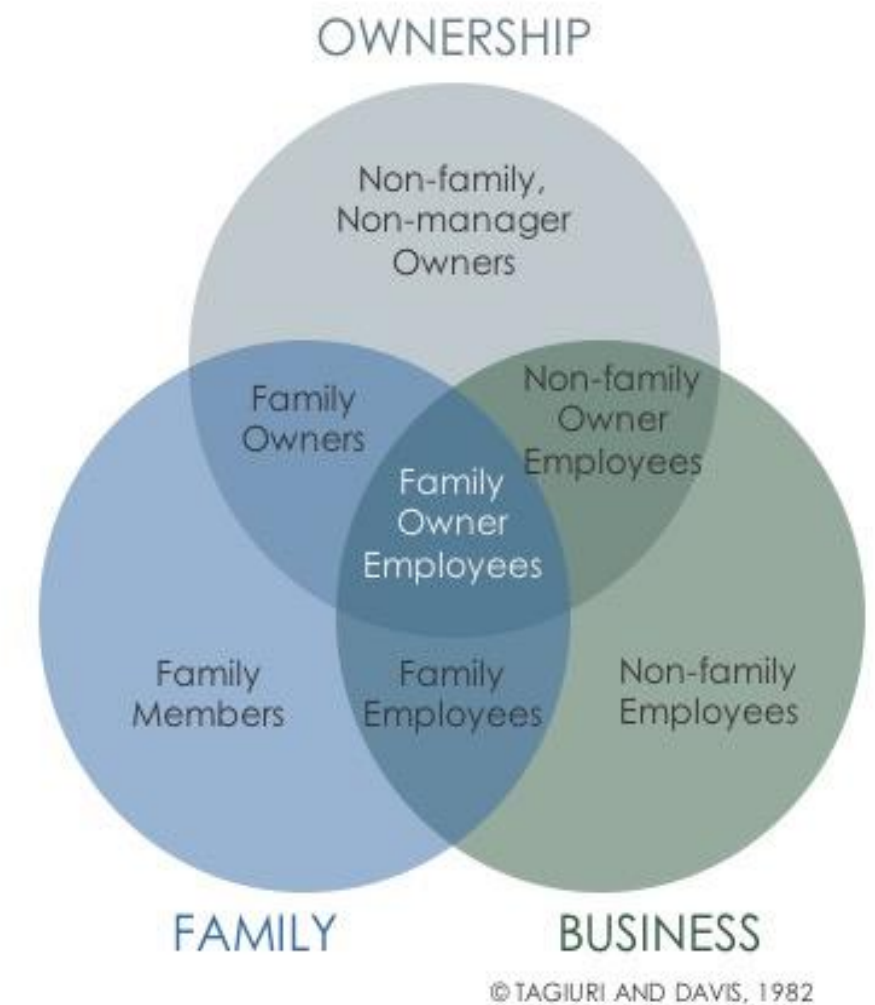 OWNERSHIP
Non-family,
Non-manager
Owners
Family
Owners
Non-family
Owner
Employees
Family
Owner
Employees
Family
Members
Family
Employees
Non-family
Employees
FAMILY
BUSINESS
© TAGIURI AND DAVIS, 1982